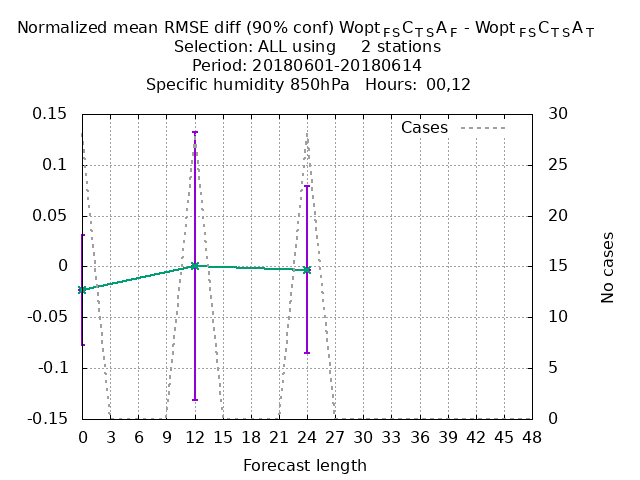 Normalized mean RMSE diff (90% conf) Wopt FS C T S A F - Wopt FS C T S A T
Selection: ALL using 2 stations
Period: 20180601-20180614
Specific humidity 850hPa Hours: 00,12
Cases
0.15
0.1
0.05
0
-0.05
-0.1
-0.15
30
25
20
15
10
5
0
No cases
0 3 6 9 12 15 18 21 24 27 30 33 36 39 42 45 48
Forecast length